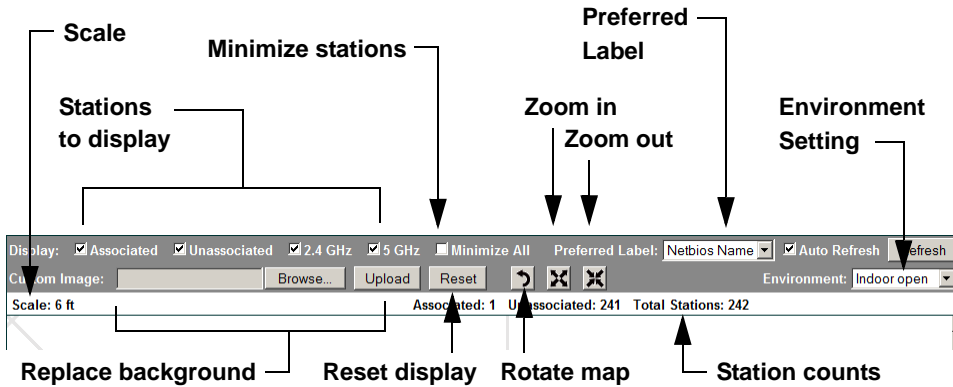 Scale
Minimize stations
Preferred
Label
Stations
to display
Zoom in
Zoom out
Environment
Setting
Display: Associated Unassociated 2.4 GHz 5 GHz Minimize All Preferred Label: Netbios Name Auto Refresh Refresh
Custom Image: Browse... Upload Reset Environment: Indoor open
Scale: 6 ft Associated: 1 Unassociated: 241 Total Stations: 242
Replace background Reset display Rotate map Station counts